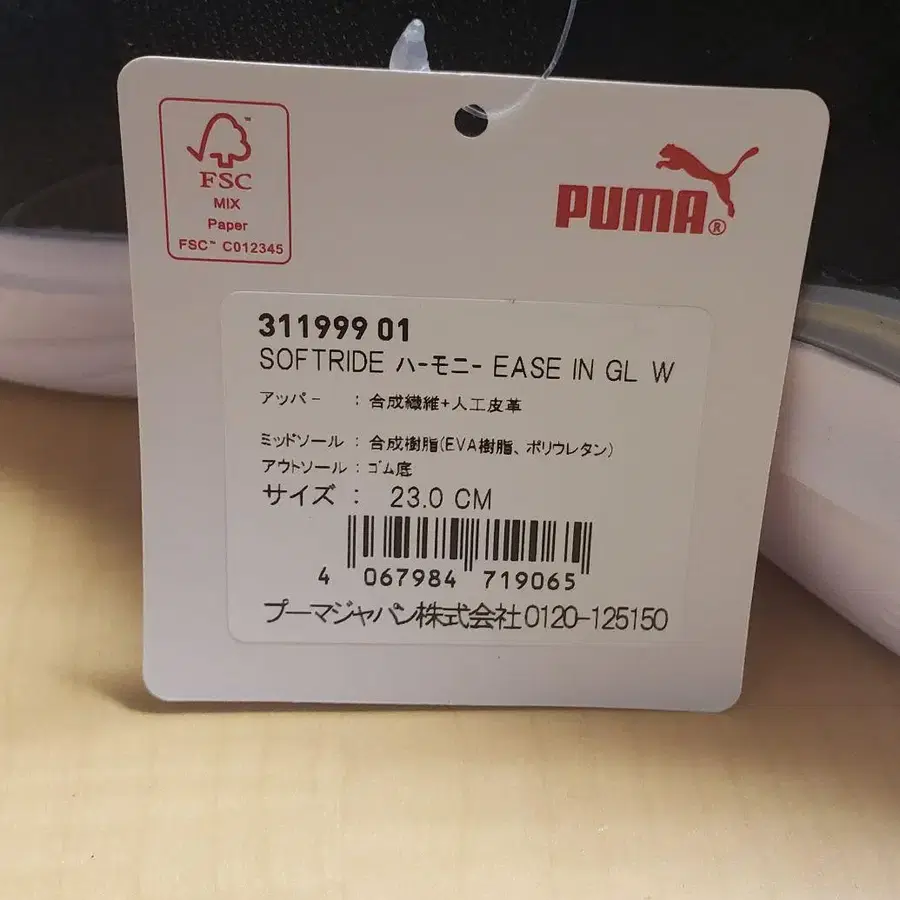 FSC
MIX
Paper
FSC™ C012345
PUMA®
311999 01
SOFTRIDE ハーモニー EASE IN GL W
アッパー : 合成繊維+人工皮革
ミッドソール : 合成樹脂(EVA樹脂、ポリウレタン)
アウトソール : ゴム底
サイズ : 23.0 CM
4 067984 719065
プーマジャパン株式会社 0120-125150